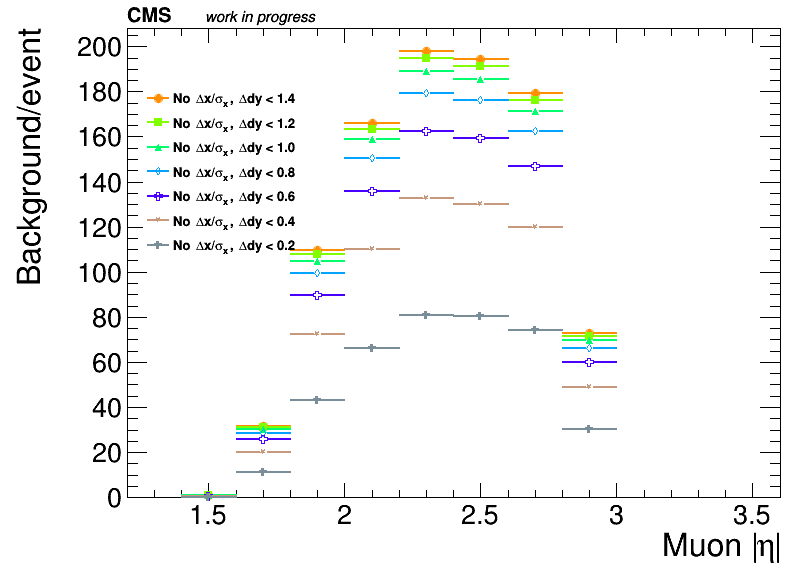 CMS work in progress
Background/event
200
180
160
140
120
100
80
60
40
20
0
No Δx/σx, Δdy < 1.4
No Δx/σx, Δdy < 1.2
No Δx/σx, Δdy < 1.0
No Δx/σx, Δdy < 0.8
No Δx/σx, Δdy < 0.6
No Δx/σx, Δdy < 0.4
No Δx/σx, Δdy < 0.2
1.5 2 2.5 3 3.5
Muon |η|